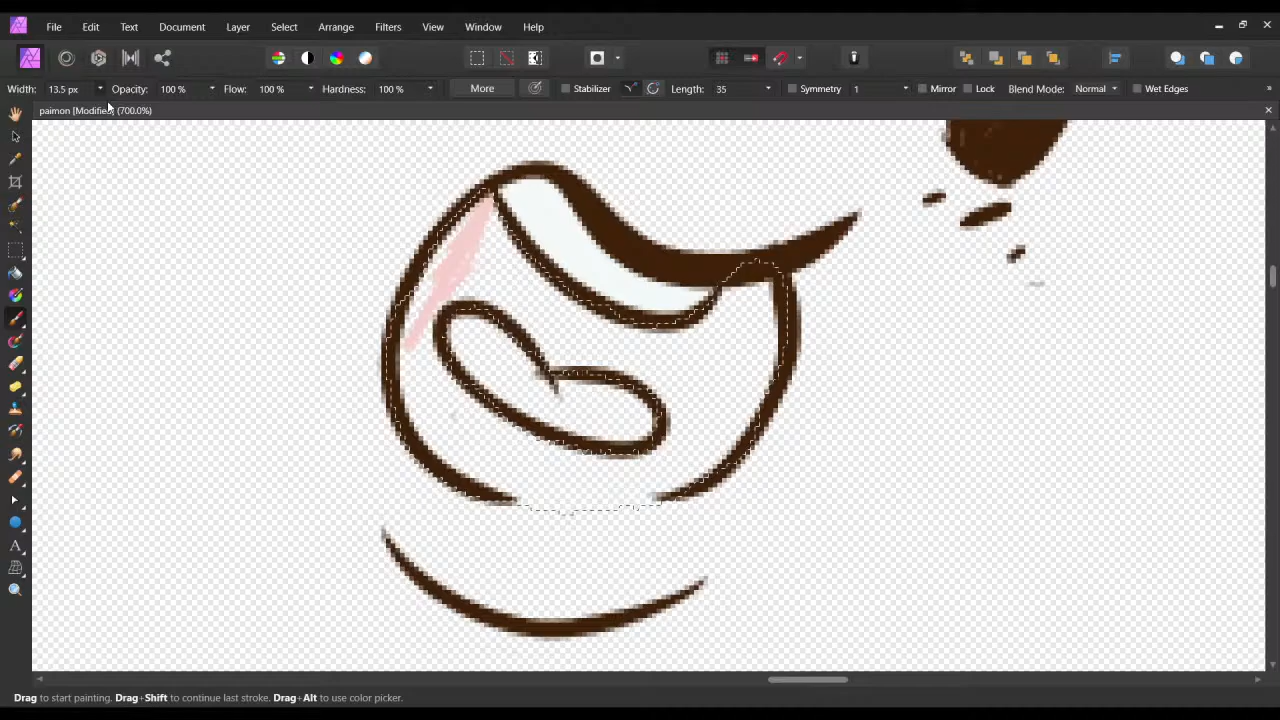 File Edit Text Document Layer Select Arrange Filters View Window Help
Width: 13.5 px Opacity: 100 % Flow: 100 % Hardness: 100 % More Stabilizer Length: 35 Symmetry 1 Mirror Lock Blend Mode: Normal Wet Edges
paimon [Modified] (700.0%)
Drag to start painting. Drag+Shift to continue last stroke. Drag+Alt to use color picker.